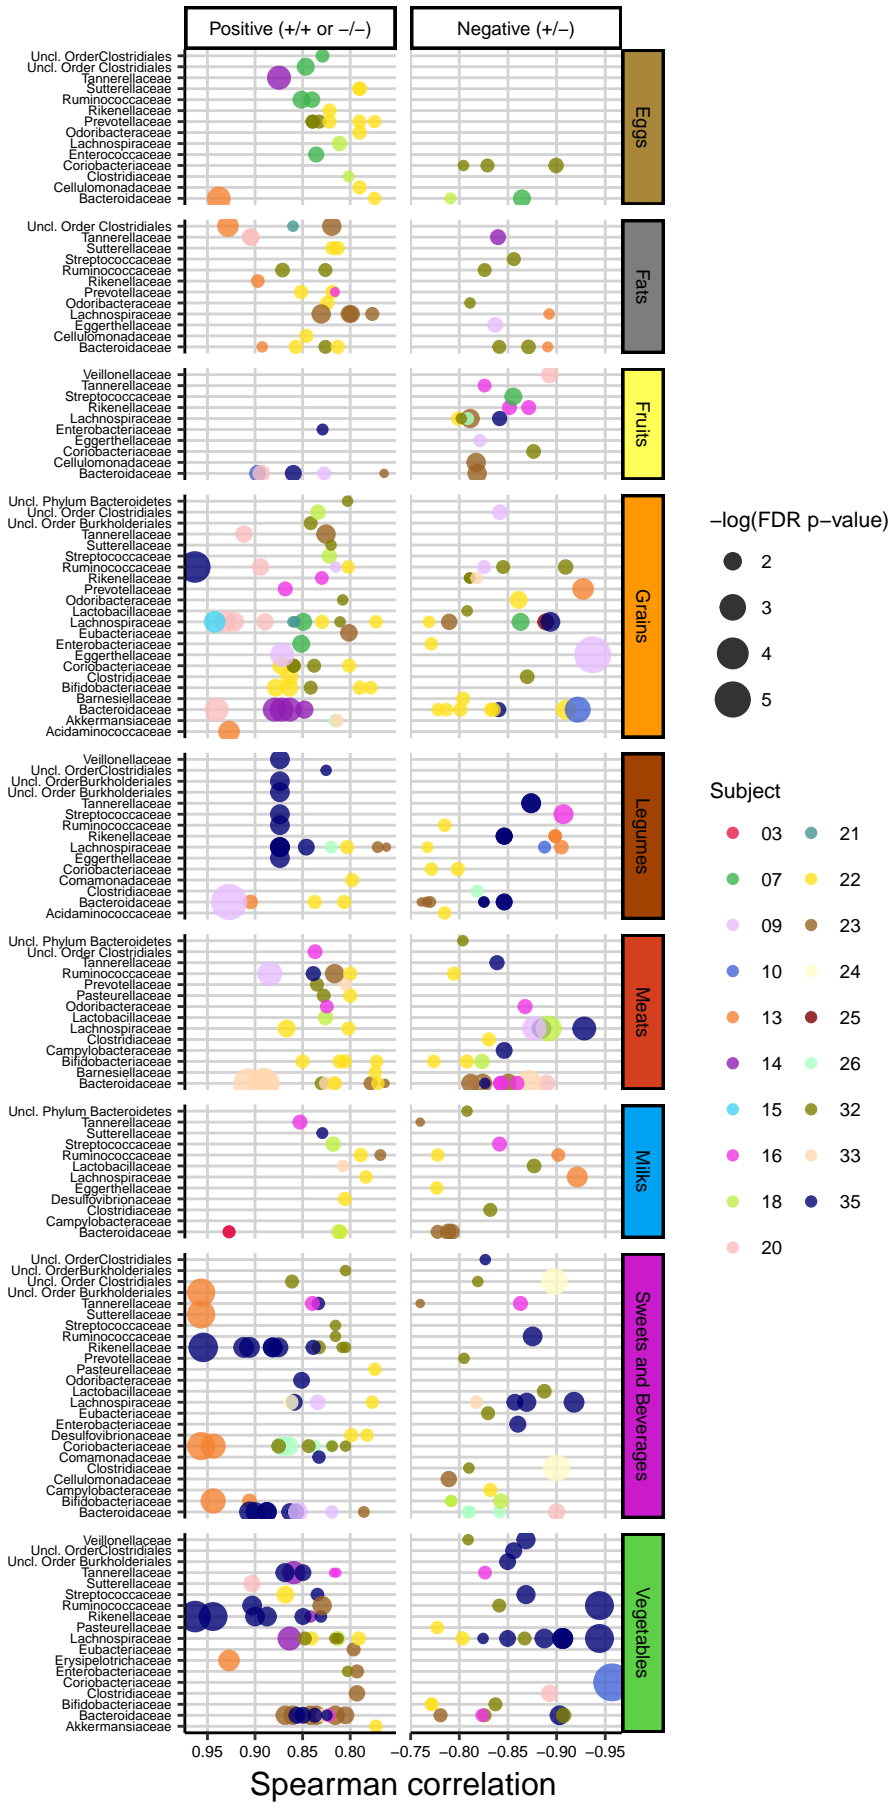 Positive (+/+ or −/−)
Negative (+/−)
Uncl. OrderClostridiales
Uncl. Order Clostridiales
Tannerellaceae
Sutterellaceae
Ruminococcaceae
Rikenellaceae
Prevotellaceae
Odoribacteraceae
Lachnospiraceae
Enterococcaceae
Coriobacteriaceae
Clostridiaceae
Cellulomonadaceae
Bacteroidaceae
Eggs
Uncl. Order Clostridiales
Tannerellaceae
Sutterellaceae
Streptococcaceae
Ruminococcaceae
Rikenellaceae
Prevotellaceae
Odoribacteraceae
Lachnospiraceae
Eggerthellaceae
Cellulomonadaceae
Bacteroidaceae
Fats
Veillonellaceae
Tannerellaceae
Streptococcaceae
Rikenellaceae
Lachnospiraceae
Enterobacteriaceae
Eggerthellaceae
Coriobacteriaceae
Cellulomonadaceae
Bacteroidaceae
Fruits
Uncl. Phylum Bacteroidetes
Uncl. Order Clostridiales
Uncl. Order Burkholderiales
Tannerellaceae
Sutterellaceae
Streptococcaceae
Ruminococcaceae
Rikenellaceae
Prevotellaceae
Odoribacteraceae
Lactobacillaceae
Lachnospiraceae
Eubacteriaceae
Enterobacteriaceae
Eggerthellaceae
Coriobacteriaceae
Clostridiaceae
Bifidobacteriaceae
Barnesiellaceae
Bacteroidaceae
Akkermansiaceae
Acidaminococcaceae
Grains
Veillonellaceae
Uncl. OrderClostridiales
Uncl. OrderBurkholderiales
Uncl. Order Burkholderiales
Tannerellaceae
Streptococcaceae
Ruminococcaceae
Rikenellaceae
Lachnospiraceae
Eggerthellaceae
Coriobacteriaceae
Comamonadaceae
Clostridiaceae
Bacteroidaceae
Acidaminococcaceae
Legumes
Uncl. Phylum Bacteroidetes
Uncl. Order Clostridiales
Tannerellaceae
Ruminococcaceae
Prevotellaceae
Pasteurellaceae
Odoribacteraceae
Lactobacillaceae
Lachnospiraceae
Clostridiaceae
Campylobacteraceae
Bifidobacteriaceae
Barnesiellaceae
Bacteroidaceae
Meats
Uncl. Phylum Bacteroidetes
Tannerellaceae
Sutterellaceae
Streptococcaceae
Ruminococcaceae
Lactobacillaceae
Lachnospiraceae
Eggerthellaceae
Desulfovibrionaceae
Clostridiaceae
Campylobacteraceae
Bacteroidaceae
Milks
Uncl. OrderClostridiales
Uncl. OrderBurkholderiales
Uncl. Order Clostridiales
Uncl. Order Burkholderiales
Tannerellaceae
Sutterellaceae
Streptococcaceae
Ruminococcaceae
Rikenellaceae
Prevotellaceae
Pasteurellaceae
Odoribacteraceae
Lactobacillaceae
Lachnospiraceae
Eubacteriaceae
Enterobacteriaceae
Desulfovibrionaceae
Coriobacteriaceae
Comamonadaceae
Clostridiaceae
Cellulomonadaceae
Campylobacteraceae
Bifidobacteriaceae
Bacteroidaceae
Sweets and Beverages
Veillonellaceae
Uncl. OrderClostridiales
Uncl. Order Burkholderiales
Tannerellaceae
Sutterellaceae
Streptococcaceae
Ruminococcaceae
Rikenellaceae
Pasteurellaceae
Lachnospiraceae
Eubacteriaceae
Erysipelotrichaceae
Enterobacteriaceae
Coriobacteriaceae
Clostridiaceae
Bifidobacteriaceae
Bacteroidaceae
Akkermansiaceae
Vegetables
0.95 0.90 0.85 0.80 −0.75 −0.80 −0.85 −0.90 −0.95
Spearman correlation
−log(FDR p−value)
2
3
4
5
Subject
03 21
07 22
09 23
10 24
13 25
14 26
15 32
16 33
18 35
20